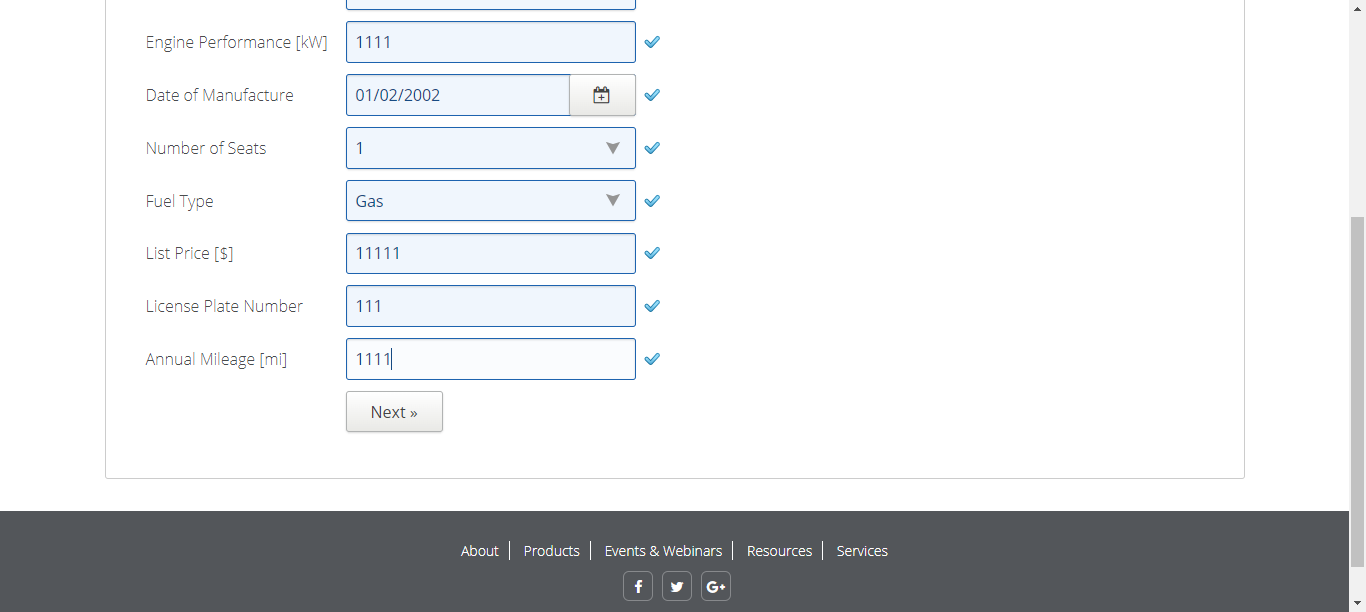 Engine Performance [kW] 1111
Date of Manufacture 01/02/2002
Number of Seats 1
Fuel Type Gas
List Price [$] 11111
License Plate Number 111
Annual Mileage [mi] 1111
Next »
About Products Events & Webinars Resources Services
f G+